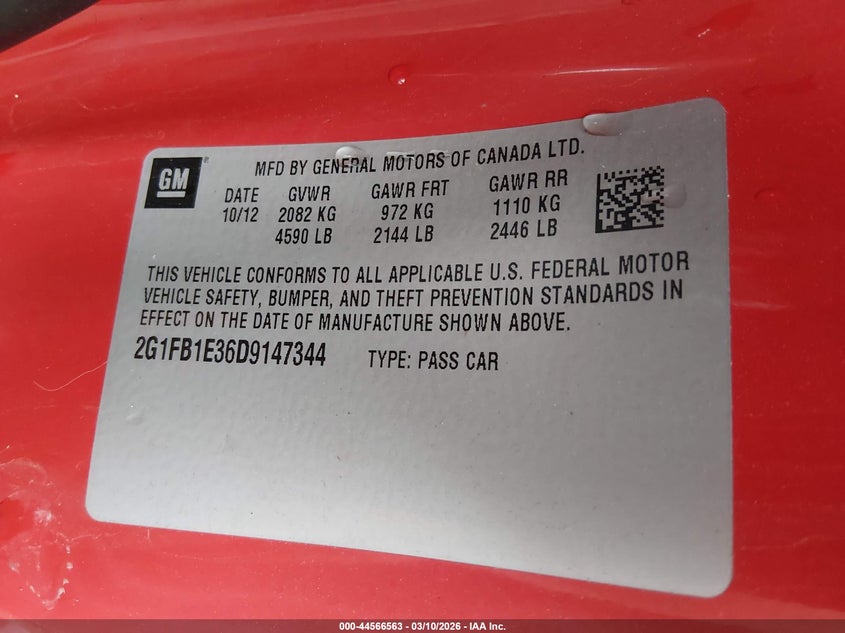 MFD BY GENERAL MOTORS OF CANADA LTD.
GM ®
DATE GVWR GAWR FRT GAWR RR
10/12 2082 KG 972 KG 1110 KG
4590 LB 2144 LB 2446 LB
THIS VEHICLE CONFORMS TO ALL APPLICABLE U.S. FEDERAL MOTOR
VEHICLE SAFETY, BUMPER, AND THEFT PREVENTION STANDARDS IN
EFFECT ON THE DATE OF MANUFACTURE SHOWN ABOVE.
2G1FB1E36D9147344 TYPE: PASS CAR
000-44566563 — 03/10/2026 — IAA Inc.